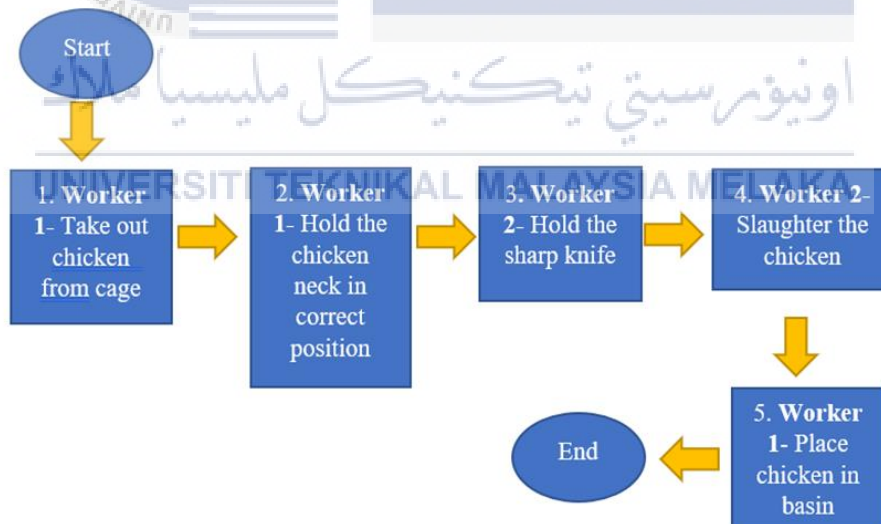 Start
اونيۏرسيتي تيكنيكل مليسيا ملاك
UNIVERSITI TEKNIKAL MALAYSIA MELAKA
1. Worker
1- Take out
chicken
from cage
2. Worker
1- Hold the
chicken
neck in
correct
position
3. Worker
2- Hold the
sharp knife
4. Worker 2-
Slaughter the
chicken
5. Worker
1- Place
chicken in
basin
End